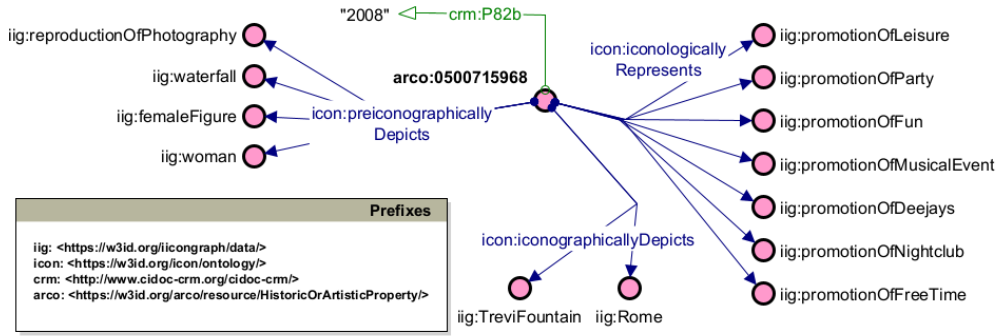 "2008"
crm:P82b
iig:reproductionOfPhotography
iig:waterfall
iig:femaleFigure
iig:woman
icon:preiconographically
Depicts
arco:0500715968
icon:iconologically
Represents
iig:promotionOfLeisure
iig:promotionOfParty
iig:promotionOfFun
iig:promotionOfMusicalEvent
iig:promotionOfDeejays
iig:promotionOfNightclub
iig:promotionOfFreeTime
icon:iconographicallyDepicts
iig:TreviFountain
iig:Rome
Prefixes
iig: <https://w3id.org/iicongraph/data/>
icon: <https://w3id.org/icon/ontology/>
crm: <http://www.cidoc-crm.org/cidoc-crm/>
arco: <https://w3id.org/arco/resource/HistoricOrArtisticProperty/>